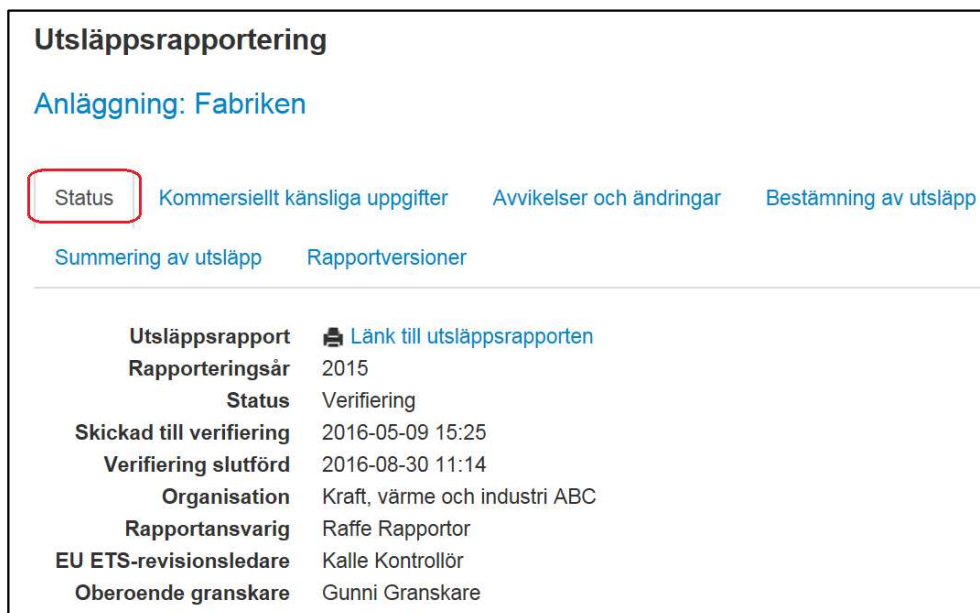 Utsläppsrapportering
Anläggning: Fabriken
Status Kommersiellt känsliga uppgifter Avvikelser och ändringar Bestämning av utsläpp
Summering av utsläpp Rapportversioner
Utsläppsrapport Länk till utsläppsrapporten
Rapporteringsår 2015
Status Verifiering
Skickad till verifiering 2016-05-09 15:25
Verifiering slutförd 2016-08-30 11:14
Organisation Kraft, värme och industri ABC
Rapportansvarig Raffe Rapportor
EU ETS-revisionsledare Kalle Kontrollör
Oberoende granskare Gunni Granskare